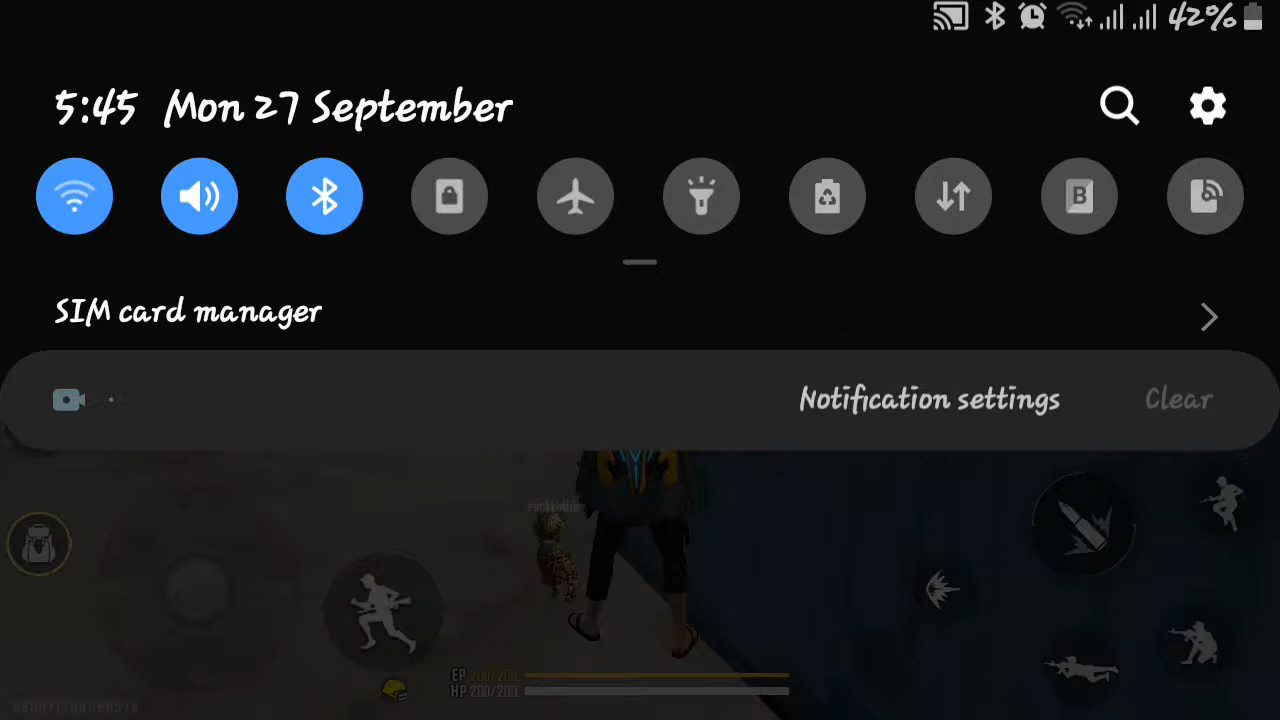 42%
5:45 Mon 27 September
B
SIM card manager
Notification settings Clear
EP 200/200
HP 200/200